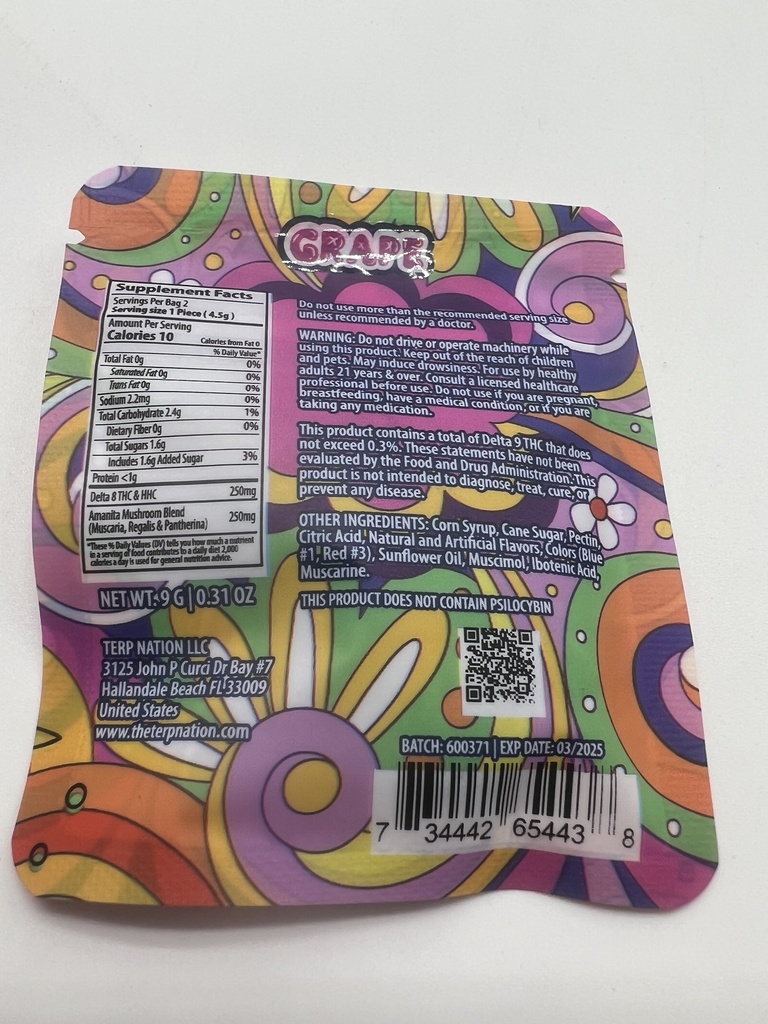 GRAPE
Supplement Facts
Servings Per Bag 2
Serving size 1 Piece ( 4.5g )
Amount Per Serving
Calories 10 Calories from Fat 0
% Daily Value*
Total Fat 0g 0%
Saturated Fat 0g 0%
Trans Fat 0g 0%
Sodium 2.2mg 0%
Total Carbohydrate 2.4g 1%
Dietary Fiber 0g 0%
Total Sugars 1.6g
Includes 1.6g Added Sugar 3%
Protein <1g
Delta 8 THC & HHC 250mg
Amanita Mushroom Blend 250mg
(Muscaria, Regalis & Pantherina)
*These % Daily Values (DV) tells you how much a nutrient
in a serving of food contributes to a daily diet 2,000
calories a day is used for general nutrition advice.
NET WT: 9 G | 0.31 OZ
TERP NATION LLC
3125 John P Curci Dr Bay #7
Hallandale Beach FL 33009
United States
www.theterpnation.com
Do not use more than the recommended serving size
unless recommended by a doctor.
WARNING: Do not drive or operate machinery while
using this product. Keep out of the reach of children
and pets. May induce drowsiness. For use by healthy
adults 21 years & over. Consult a licensed healthcare
professional before use. Do not use if you are pregnant,
breastfeeding, have a medical condition, or if you are
taking any medication.
This product contains a total of Delta 9 THC that does
not exceed 0.3%. These statements have not been
evaluated by the Food and Drug Administration. This
product is not intended to diagnose, treat, cure, or
prevent any disease.
OTHER INGREDIENTS: Corn Syrup, Cane Sugar, Pectin,
Citric Acid, Natural and Artificial Flavors, Colors (Blue
#1, Red #3), Sunflower Oil, Muscimol, Ibotenic Acid,
Muscarine.
THIS PRODUCT DOES NOT CONTAIN PSILOCYBIN
BATCH: 600371 | EXP DATE: 03/2025
7 34442 65443 8